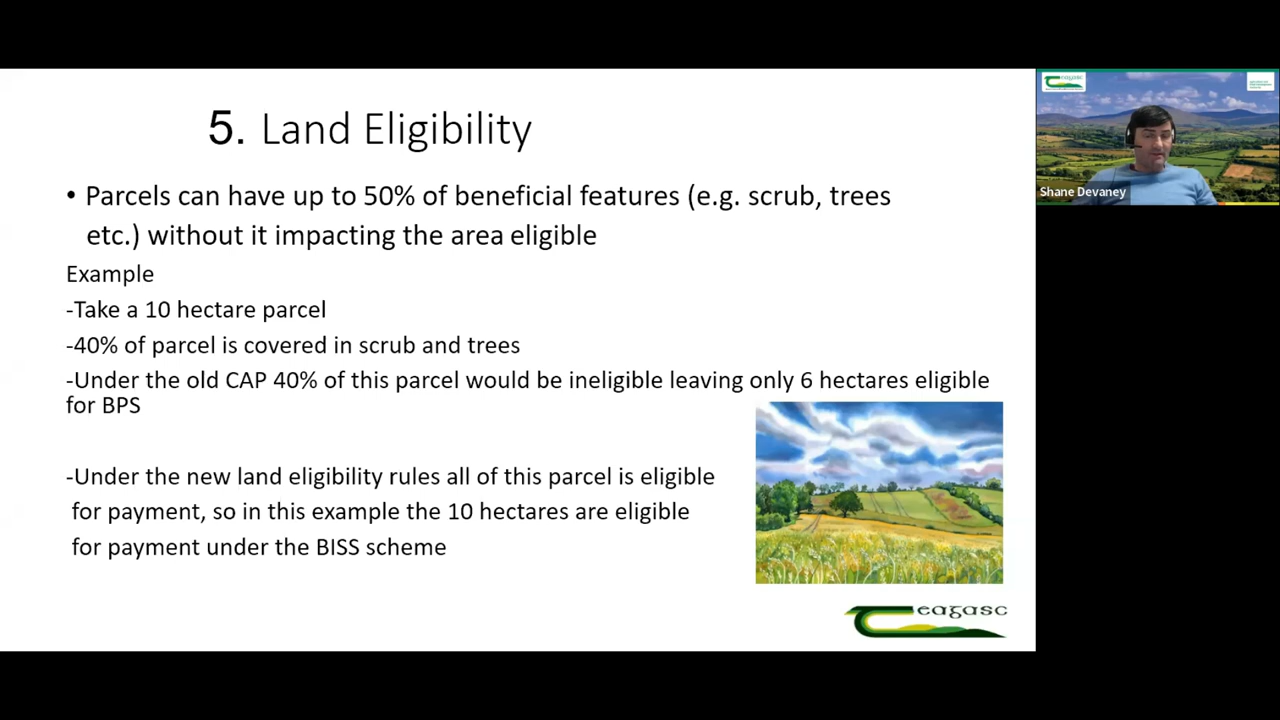 5. Land Eligibility
• Parcels can have up to 50% of beneficial features (e.g. scrub, trees
etc.) without it impacting the area eligible
Example
-Take a 10 hectare parcel
-40% of parcel is covered in scrub and trees
-Under the old CAP 40% of this parcel would be ineligible leaving only 6 hectares eligible
for BPS
-Under the new land eligibility rules all of this parcel is eligible
for payment, so in this example the 10 hectares are eligible
for payment under the BISS scheme
Teagasc
Teagasc
Shane Devaney